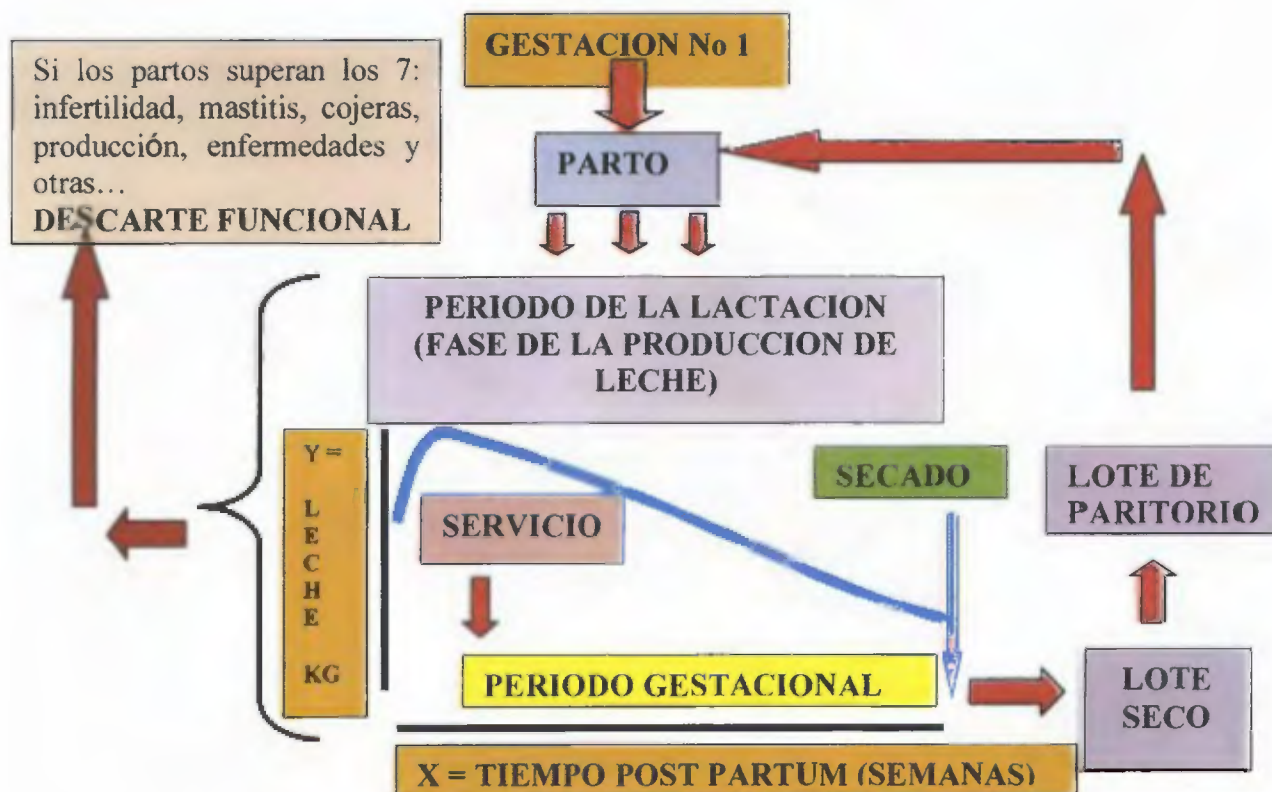 GESTACION No 1
Si los partos superan los 7:
infertilidad, mastitis, cojeras,
producción, enfermedades y
otras...
DESCARTE FUNCIONAL
PARTO
PERIODO DE LA LACTACION
(FASE DE LA PRODUCCION DE
LECHE)
Y =
L
E
C
H
E
KG
SERVICIO
SECADO
LOTE DE
PARITORIO
PERIODO GESTACIONAL
LOTE
SECO
X = TIEMPO POST PARTUM (SEMANAS)